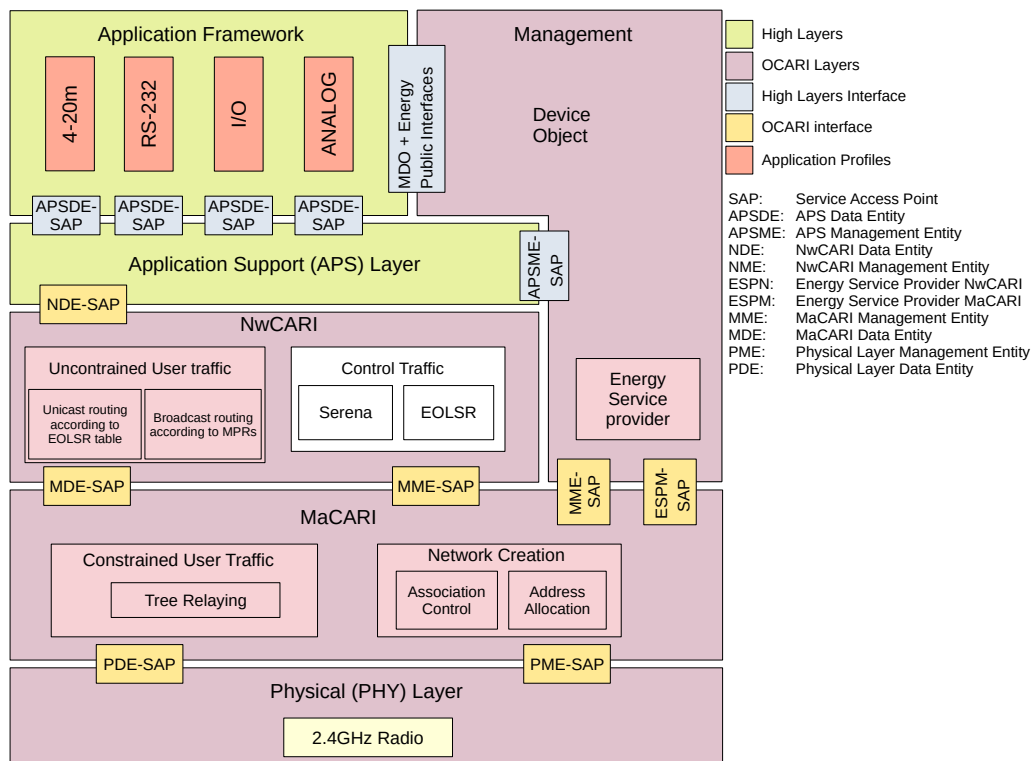 Application Framework
4-20m
RS-232
I/O
ANALOG
MDO + Energy
Public Interfaces
Management
Device
Object
High Layers
OCARI Layers
High Layers Interface
OCARI interface
Application Profiles
SAP: Service Access Point
APSDE: APS Data Entity
APSME: APS Management Entity
NDE: NwCARI Data Entity
NME: NwCARI Management Entity
ESPN: Energy Service Provider NwCARI
ESPM: Energy Service Provider MaCARI
MME: MaCARI Management Entity
MDE: MaCARI Data Entity
PME: Physical Layer Management Entity
PDE: Physical Layer Data Entity
APSDE-
SAP
APSDE-
SAP
APSDE-
SAP
APSDE-
SAP
Application Support (APS) Layer
APSME-
SAP
NDE-SAP
NwCARI
Uncontrained User traffic
Unicast routing
according to
EOLSR table
Broadcast routing
according to MPRs
Control Traffic
Serena
EOLSR
Energy
Service
provider
MDE-SAP
MME-SAP
MME-
SAP
ESPM-
SAP
MaCARI
Constrained User Traffic
Tree Relaying
Network Creation
Association
Control
Address
Allocation
PDE-SAP
PME-SAP
Physical (PHY) Layer
2.4GHz Radio